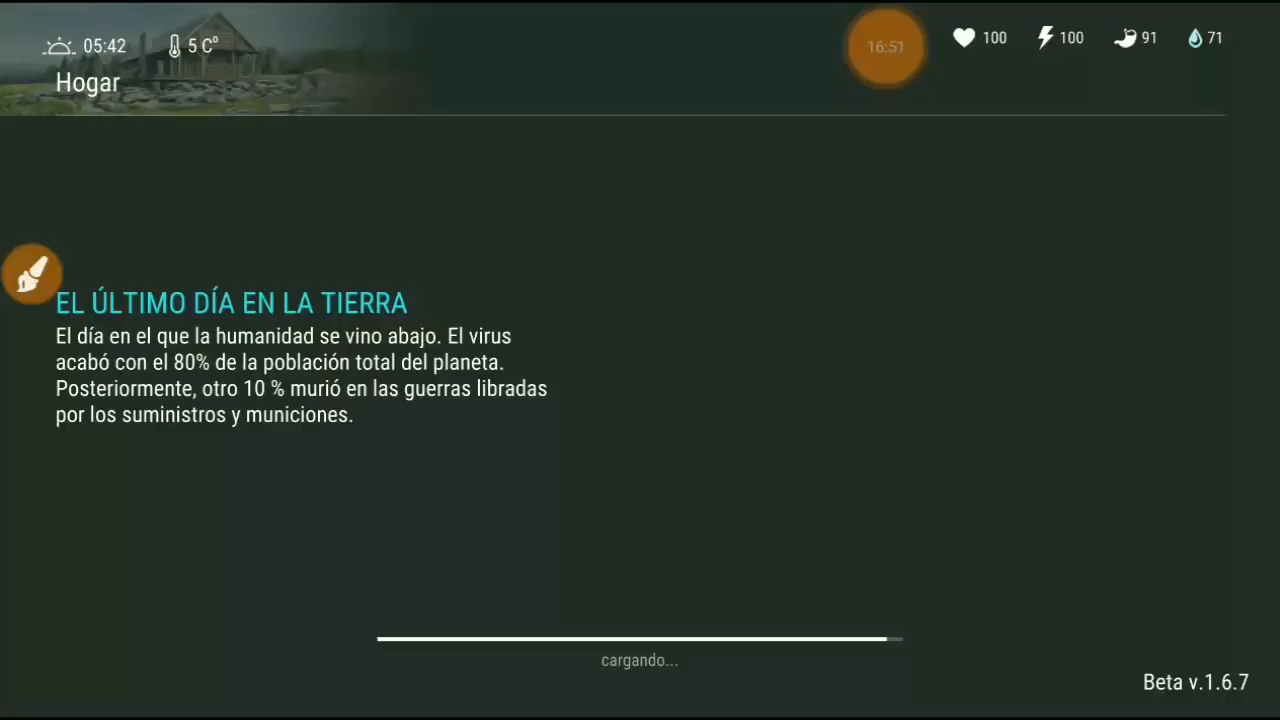 05:42 5 C° 16:51 100 100 91 71
Hogar
EL ÚLTIMO DÍA EN LA TIERRA
El día en el que la humanidad se vino abajo. El virus
acabó con el 80% de la población total del planeta.
Posteriormente, otro 10 % murió en las guerras libradas
por los suministros y municiones.
cargando...
Beta v.1.6.7